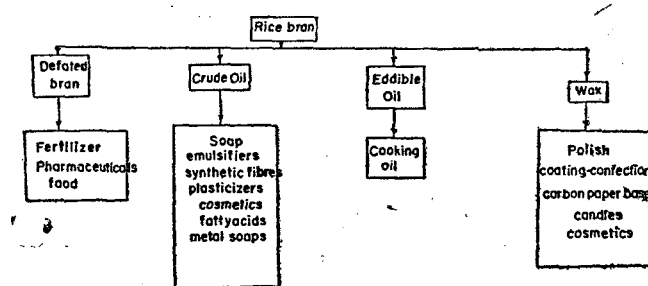 Rice bran
Defated
bran
Crude Oil
Eddible
Oil
Wax
Fertilizer
Pharmaceuticals
food
Soap
emulsifiers
synthetic fibres
plasticizers
cosmetics
fattyacids
metal soaps
Cooking
oil
Polish
coating-confection
carbon paper base
candles
cosmetics